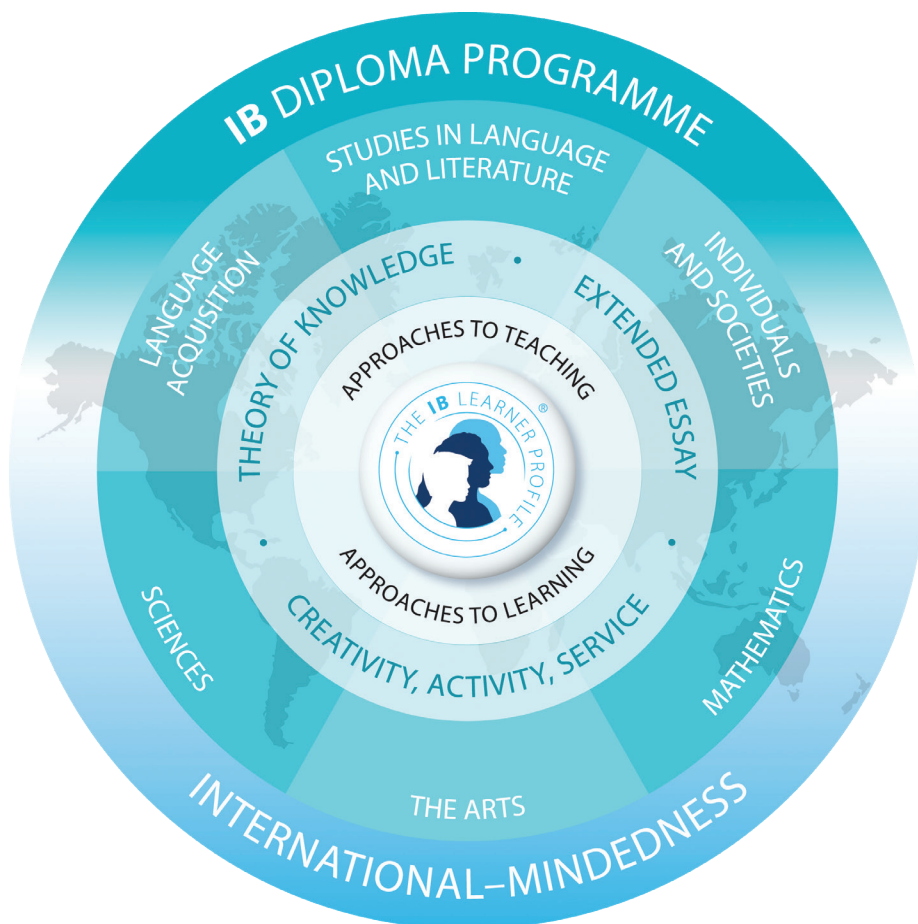 IB DIPLOMA PROGRAMME
STUDIES IN LANGUAGE
AND LITERATURE
LANGUAGE
ACQUISITION
INDIVIDUALS
AND SOCIETIES
THEORY OF KNOWLEDGE
•
EXTENDED ESSAY
•
CREATIVITY, ACTIVITY, SERVICE
•
APPROACHES TO TEACHING
THE IB LEARNER PROFILE
®
APPROACHES TO LEARNING
SCIENCES
MATHEMATICS
THE ARTS
INTERNATIONAL–MINDEDNESS